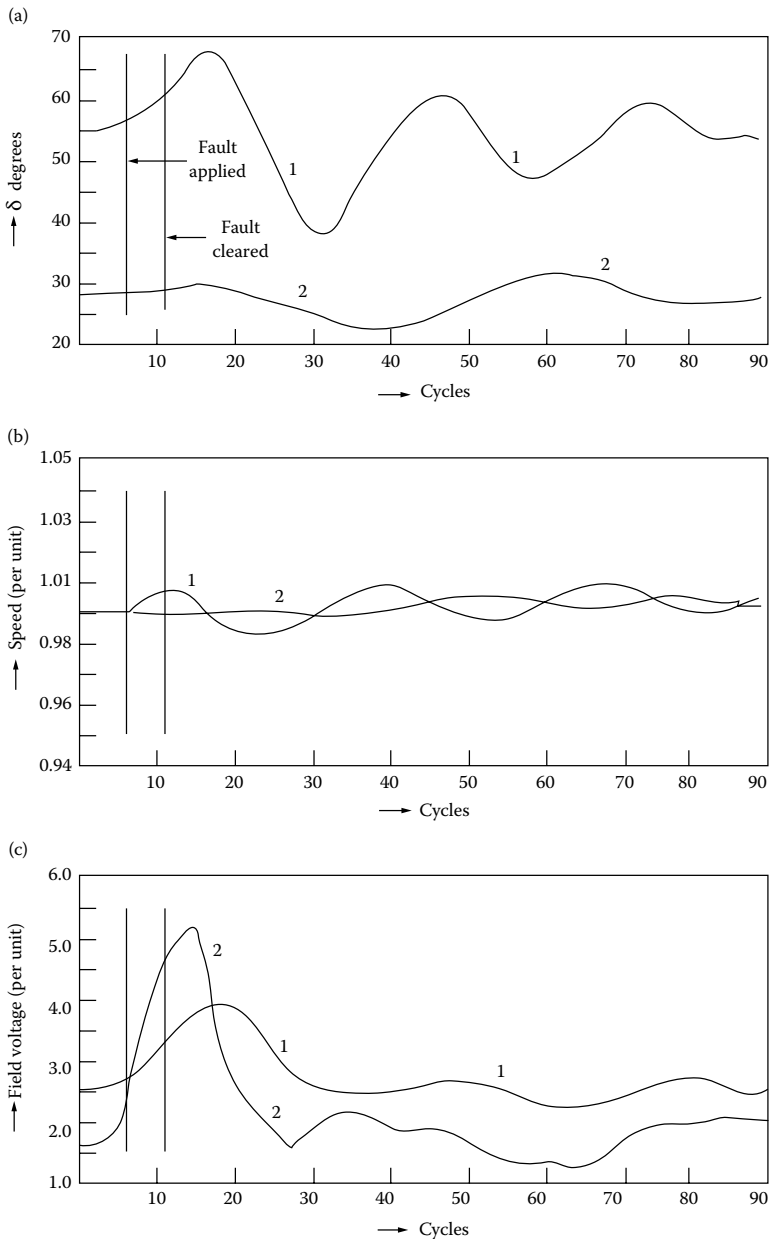 (a)
70
60
50
40
30
20
δ degrees
Fault
applied
Fault
cleared
1
1
2
2
10 20 30 40 50 60 70 80 90
Cycles
(b)
1.05
1.03
1.01
0.98
0.96
0.94
Speed (per unit)
1
2
10 20 30 40 50 60 70 80 90
Cycles
(c)
6.0
5.0
4.0
3.0
2.0
1.0
Field voltage (per unit)
2
1
1
2
10 20 30 40 50 60 70 80 90
Cycles